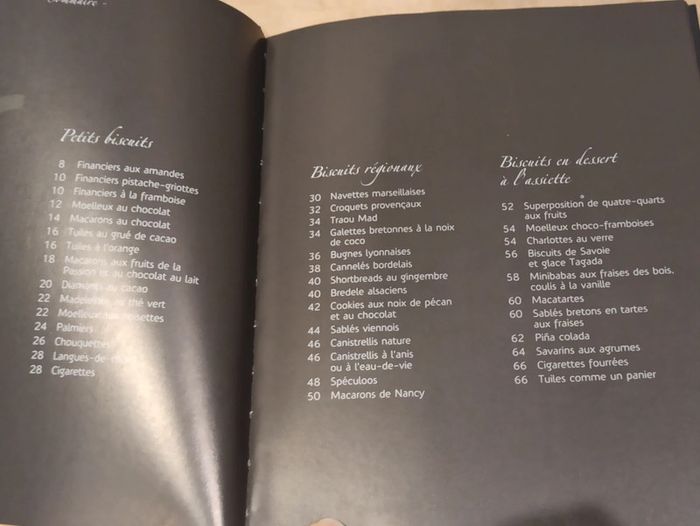 Sommaire -
Petits biscuits
8 Financiers aux amandes
10 Financiers pistache-griottes
10 Financiers à la framboise
12 Moelleux au chocolat
14 Macarons au chocolat
16 Tuiles au grué de cacao
16 Tuiles à l'orange
18 Macarons aux fruits de la
Passion et au chocolat au lait
20 Diamants au cacao
22 Madeleines au thé vert
22 Moelleux aux noisettes
24 Palmiers
26 Chouquettes
28 Langues-de-
28 Cigarettes
Biscuits régionaux
30 Navettes marseillaises
32 Croquets provençaux
34 Traou Mad
34 Galettes bretonnes à la noix
de coco
36 Bugnes lyonnaises
38 Cannelés bordelais
40 Shortbreads au gingembre
40 Bredele alsaciens
42 Cookies aux noix de pécan
et au chocolat
44 Sablés viennois
46 Canistrellis nature
46 Canistrellis à l'anis
ou à l'eau-de-vie
48 Spéculoos
50 Macarons de Nancy
Biscuits en dessert
à l'assiette
52 Superposition de quatre-quarts
aux fruits
54 Moelleux choco-framboises
54 Charlottes au verre
56 Biscuits de Savoie
et glace Tagada
58 Minibabas aux fraises des bois,
coulis à la vanille
60 Macatartes
60 Sablés bretons en tartes
aux fraises
62 Piña colada
64 Savarins aux agrumes
66 Cigarettes fourrées
66 Tuiles comme un panier